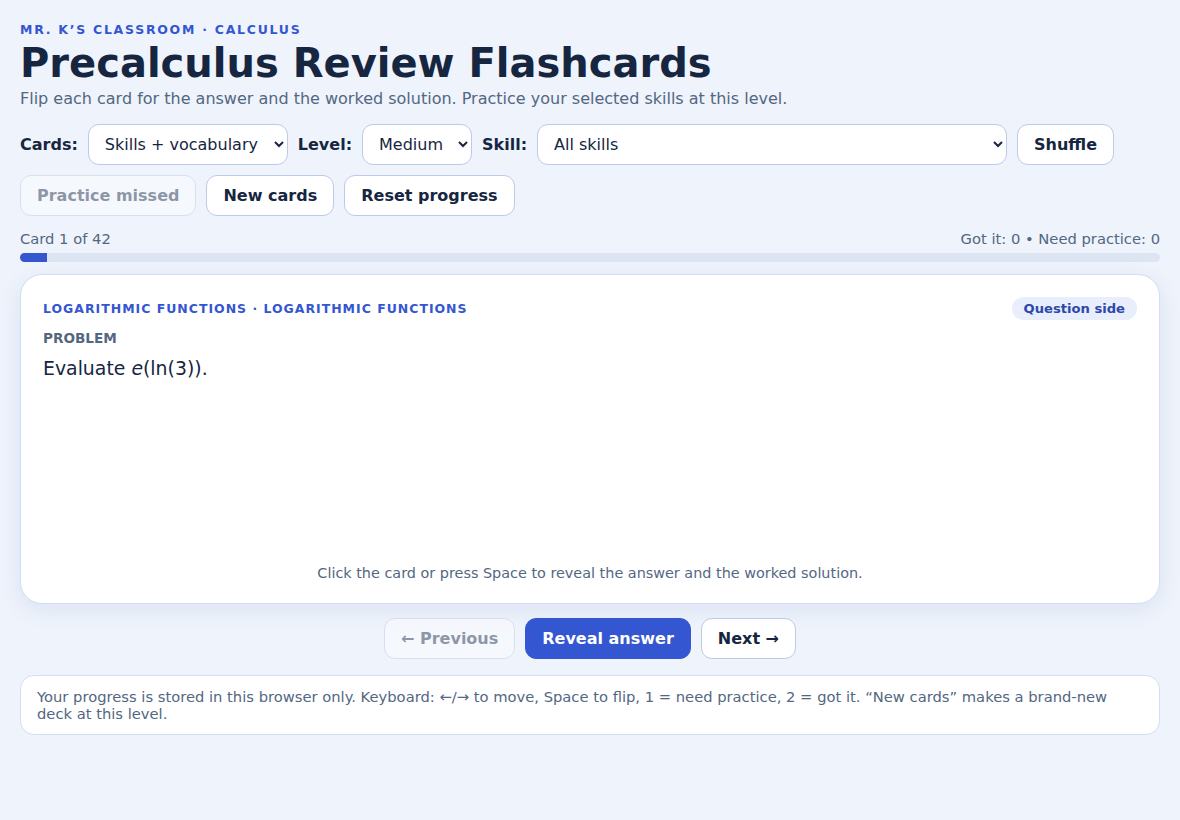 MR. K’S CLASSROOM · CALCULUS
Precalculus Review Flashcards
Flip each card for the answer and the worked solution. Practice your selected skills at this level.
Cards: Skills + vocabulary Level: Medium Skill: All skills Shuffle
Practice missed New cards Reset progress
Card 1 of 42 Got it: 0 • Need practice: 0
LOGARITHMIC FUNCTIONS · LOGARITHMIC FUNCTIONS Question side
PROBLEM
Evaluate e(ln(3)).
Click the card or press Space to reveal the answer and the worked solution.
← Previous Reveal answer Next →
Your progress is stored in this browser only. Keyboard: ←/→ to move, Space to flip, 1 = need practice, 2 = got it. “New cards” makes a brand-new
deck at this level.